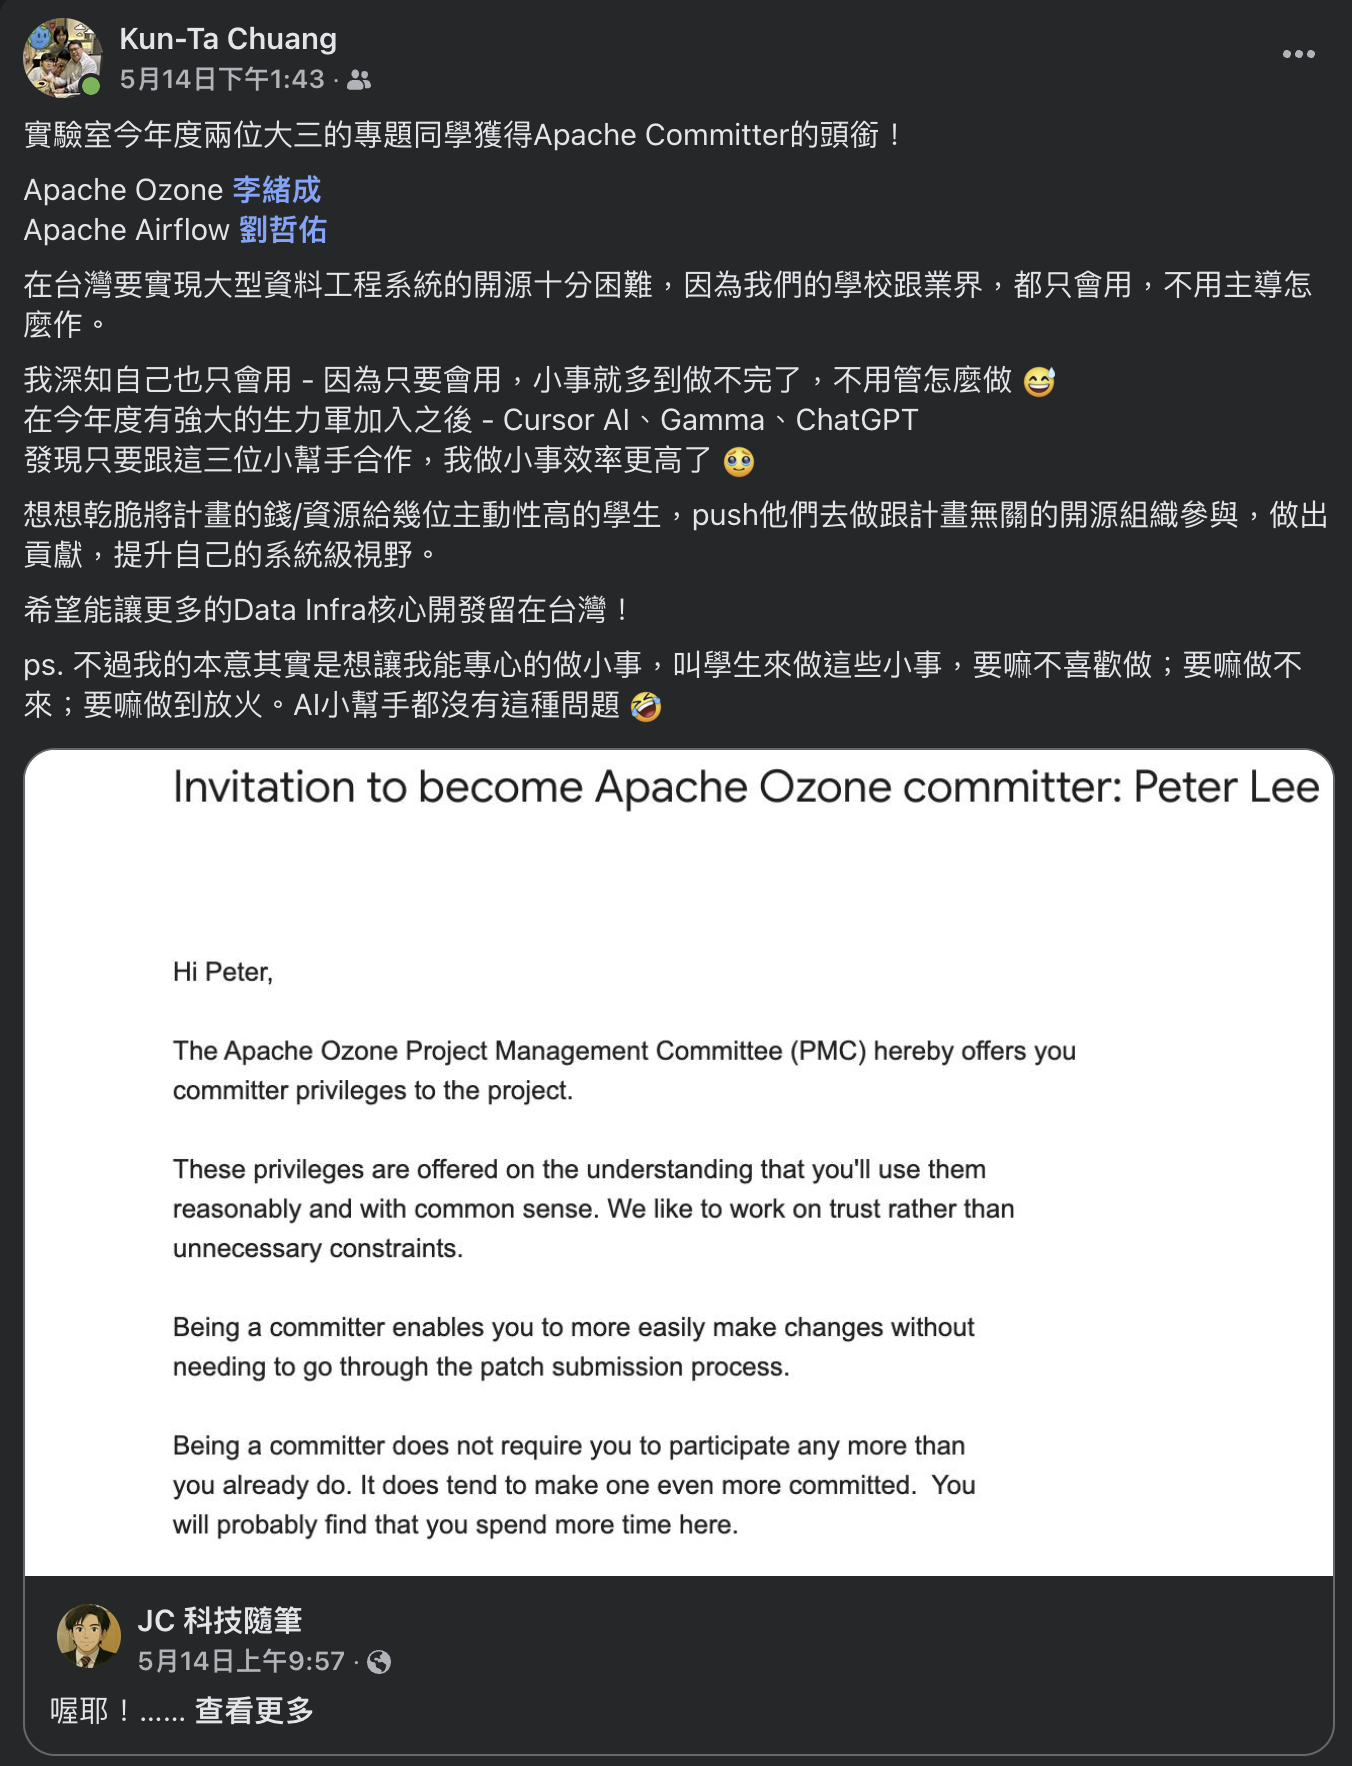 Kun-Ta Chuang
5月14日下午1:43 ·
實驗室今年度兩位大三的專題同學獲得Apache Committer的頭銜！
Apache Ozone 李緒成
Apache Airflow 劉哲佑
在台灣要實現大型資料工程系統的開源十分困難，因為我們的學校跟業界，都只會用，不用主導怎
麼作。
我深知自己也只會用 - 因為只要會用，小事就多到做不完了，不用管怎麼做 😅
在今年度有強大的生力軍加入之後 - Cursor AI、Gamma、ChatGPT
發現只要跟這三位小幫手合作，我做小事效率更高了 🥹
想想乾脆將計畫的錢/資源給幾位主動性高的學生，push他們去做跟計畫無關的開源組織參與，做出
貢獻，提升自己的系統級視野。
希望能讓更多的Data Infra核心開發留在台灣！
ps. 不過我的本意其實是想讓我能專心的做小事，叫學生來做這些小事，要嘛不喜歡做；要嘛做不
來；要嘛做到放火。AI小幫手都沒有這種問題 🤣
Invitation to become Apache Ozone committer: Peter Lee
Hi Peter,
The Apache Ozone Project Management Committee (PMC) hereby offers you
committer privileges to the project.
These privileges are offered on the understanding that you'll use them
reasonably and with common sense. We like to work on trust rather than
unnecessary constraints.
Being a committer enables you to more easily make changes without
needing to go through the patch submission process.
Being a committer does not require you to participate any more than
you already do. It does tend to make one even more committed.  You
will probably find that you spend more time here.
JC 科技隨筆
5月14日上午9:57 ·
喔耶！...... 查看更多